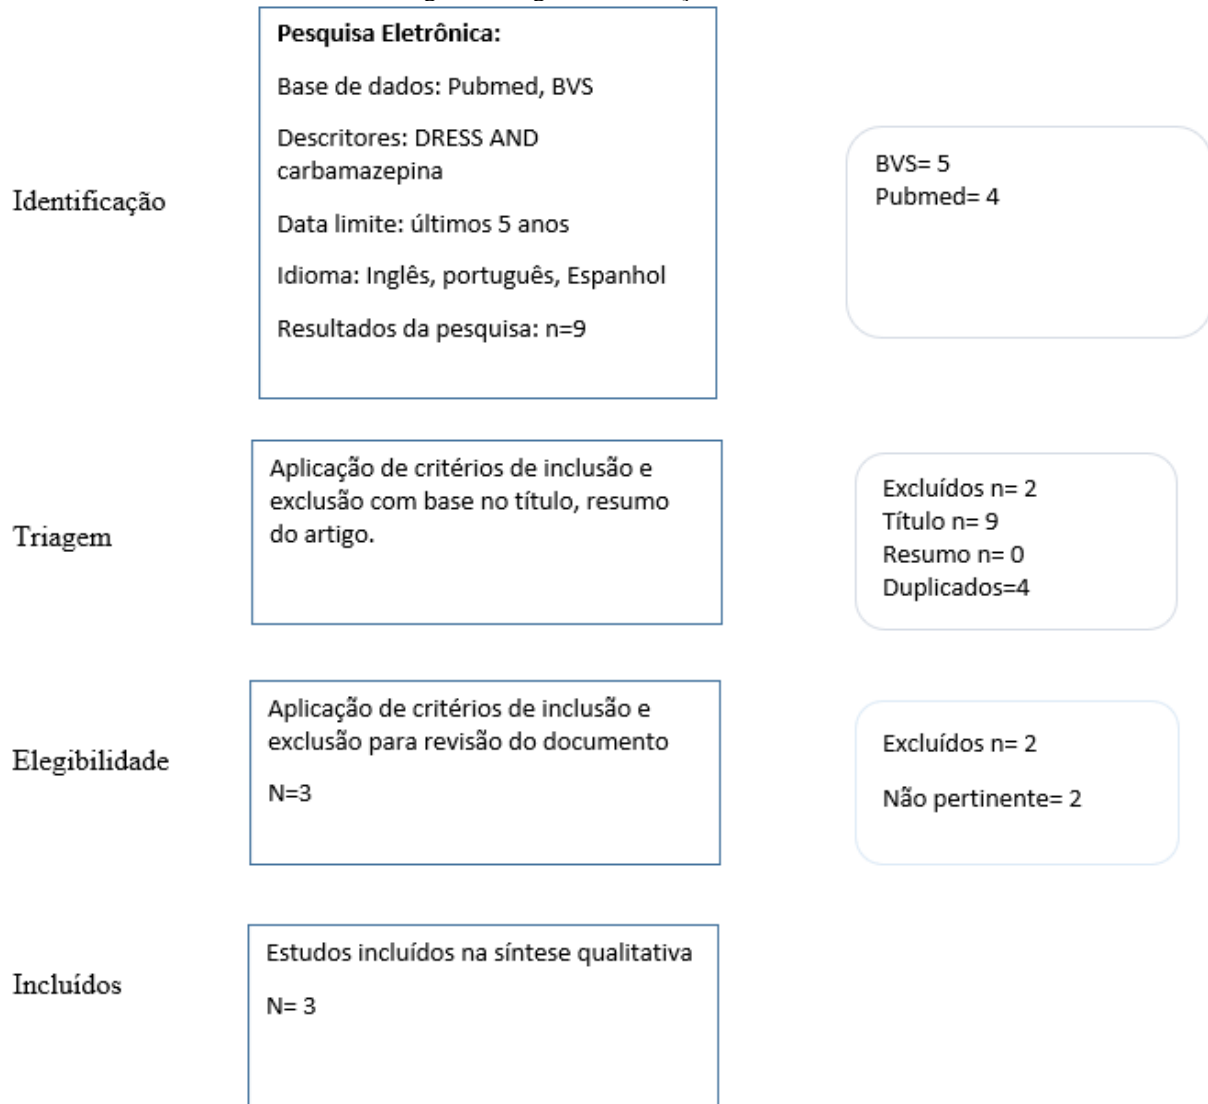 Pesquisa Eletrônica:
Base de dados: Pubmed, BVS
Descritores: DRESS AND
carbamazepina
Data limite: últimos 5 anos
Idioma: Inglês, português, Espanhol
Resultados da pesquisa: n=9
Identificação
BVS= 5
Pubmed= 4
Triagem
Aplicação de critérios de inclusão e
exclusão com base no título, resumo
do artigo.
Excluídos n= 2
Título n= 9
Resumo n= 0
Duplicados=4
Elegibilidade
Aplicação de critérios de inclusão e
exclusão para revisão do documento
N=3
Excluídos n= 2
Não pertinente= 2
Incluídos
Estudos incluídos na síntese qualitativa
N= 3